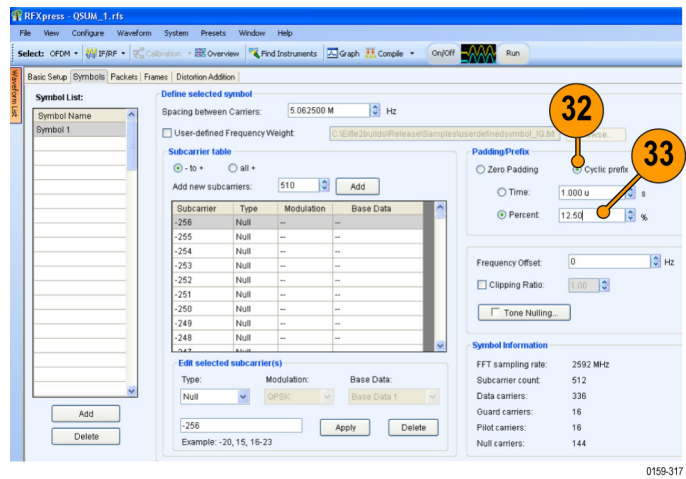 RFXpress - QSUM_1.rfs
File View Configure Waveform System Presets Window Help
Select: OFDM IF/RF Calibration Overview Find Instruments Graph Compile On/Off Run
Waveform List
Basic Setup Symbols Packets Frames Distortion Addition
Symbol List:
Symbol Name
Symbol 1
Add
Delete
Define selected symbol
Spacing between Carriers: 5.062500 M Hz
User-defined Frequency Weight: C:\Elfle2builds\Release\Samples\userdefinedsymbol_IQ.txt
Subcarrier table
- to + all +
Add new subcarriers: 510 Add
Subcarrier Type Modulation Base Data
-256 Null -- --
-255 Null -- --
-254 Null -- --
-253 Null -- --
-252 Null -- --
-251 Null -- --
-250 Null -- --
-249 Null -- --
-248 Null -- --
-247 Null -- --
Edit selected subcarrier(s)
Type: Modulation: Base Data:
Null QPSK Base Data 1
-256 Apply Delete
Example: -20, 15, 16-23
32
33
Padding/Prefix
Zero Padding Cyclic prefix
Time: 1.000 u s
Percent: 12.50 %
Frequency Offset: 0 Hz
Clipping Ratio: 1.00
Tone Nulling...
Symbol Information
FFT sampling rate: 2592 MHz
Subcarrier count: 512
Data carriers: 336
Guard carriers: 16
Pilot carriers: 16
Null carriers: 144
0159-317